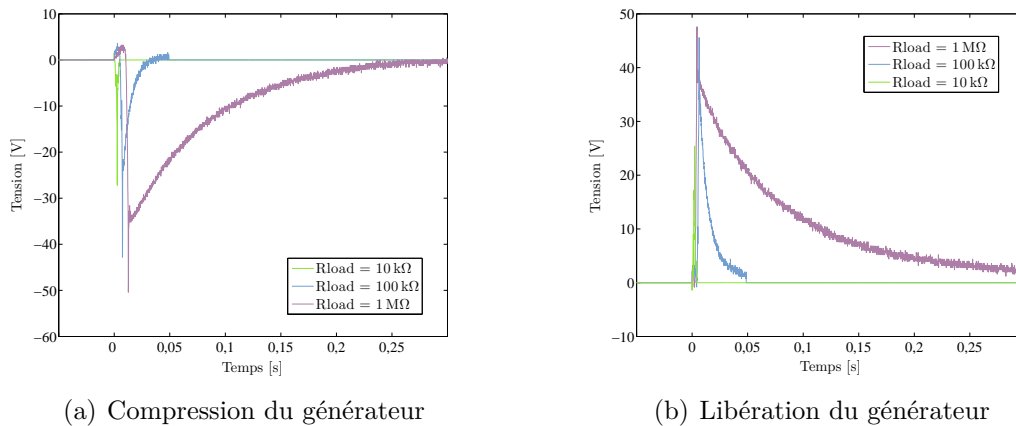 10
0
−10
−20
−30
−40
−50
−60
Tension [V]
0
0,05
0,1
0,15
0,2
0,25
Temps [s]
Rload = 10 kΩ
Rload = 100 kΩ
Rload = 1 MΩ
(a) Compression du générateur
50
40
30
20
10
0
−10
Tension [V]
0
0,05
0,1
0,15
0,2
0,25
Temps [s]
Rload = 1 MΩ
Rload = 100 kΩ
Rload = 10 kΩ
(b) Libération du générateur